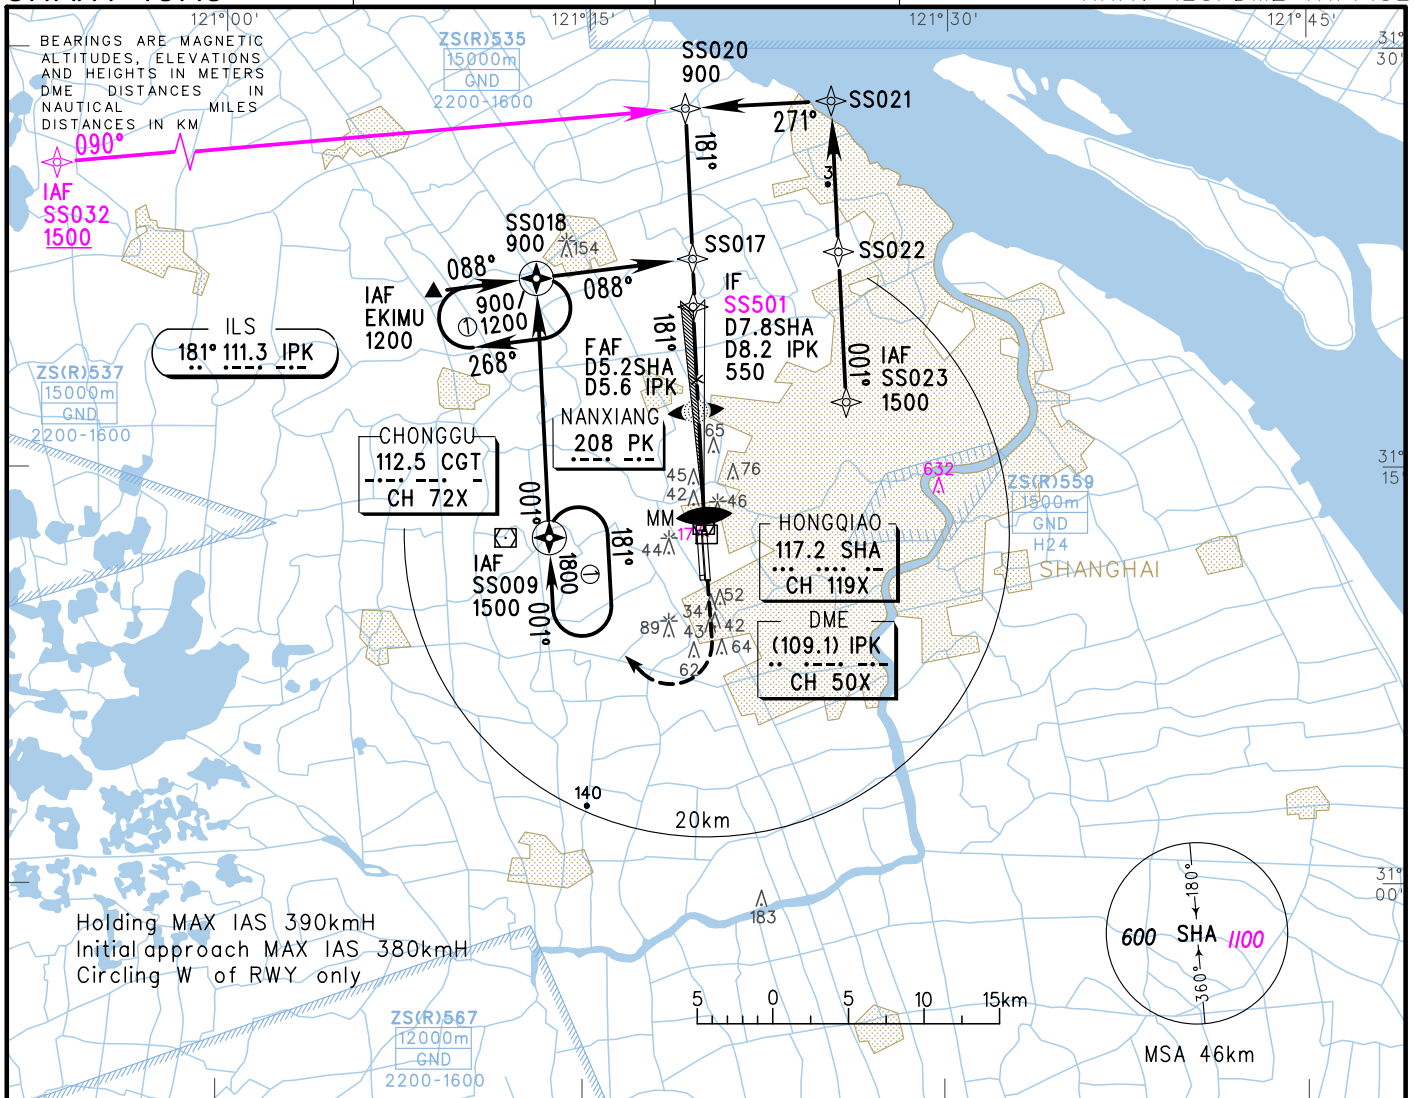 121°00'
121°15'
121°30'
121°45'
BEARINGS ARE MAGNETIC
ALTITUDES, ELEVATIONS
AND HEIGHTS IN METERS
DME DISTANCES IN
NAUTICAL MILES
DISTANCES IN KM
ZS(R)535
15000m
GND
2200-1600
SS020
900
31°
30'
SS021
271°
090°
181°
IAF
SS032
1500
3
SS018
900
154
SS017
SS022
088°
088°
IAF
EKIMU
1200
900/
1200
①
268°
IF
SS501
D7.8SHA
D8.2 IPK
550
181°
ILS
181° 111.3 IPK
FAF
D5.2SHA
D5.6 IPK
001°
IAF
SS023
1500
ZS(R)537
15000m
GND
2200-1600
NANXIANG
208 PK
CHONGGU
112.5 CGT
CH 72X
65
76
45
42
46
632
31°
15'
ZS(R)559
1500m
GND
H24
001°
MM
17
44
HONGQIAO
117.2 SHA
CH 119X
181°
1800
①
IAF
SS009
1500
001°
SHANGHAI
52
34
42
43
89
64
62
DME
(109.1) IPK
CH 50X
140
20km
31°
00'
183
Holding MAX IAS 390kmH
Initial approach MAX IAS 380kmH
Circling W of RWY only
180°
600
SHA
1100
360°
MSA 46km
5 0 5 10 15km
ZS(R)567
12000m
GND
2200-1600